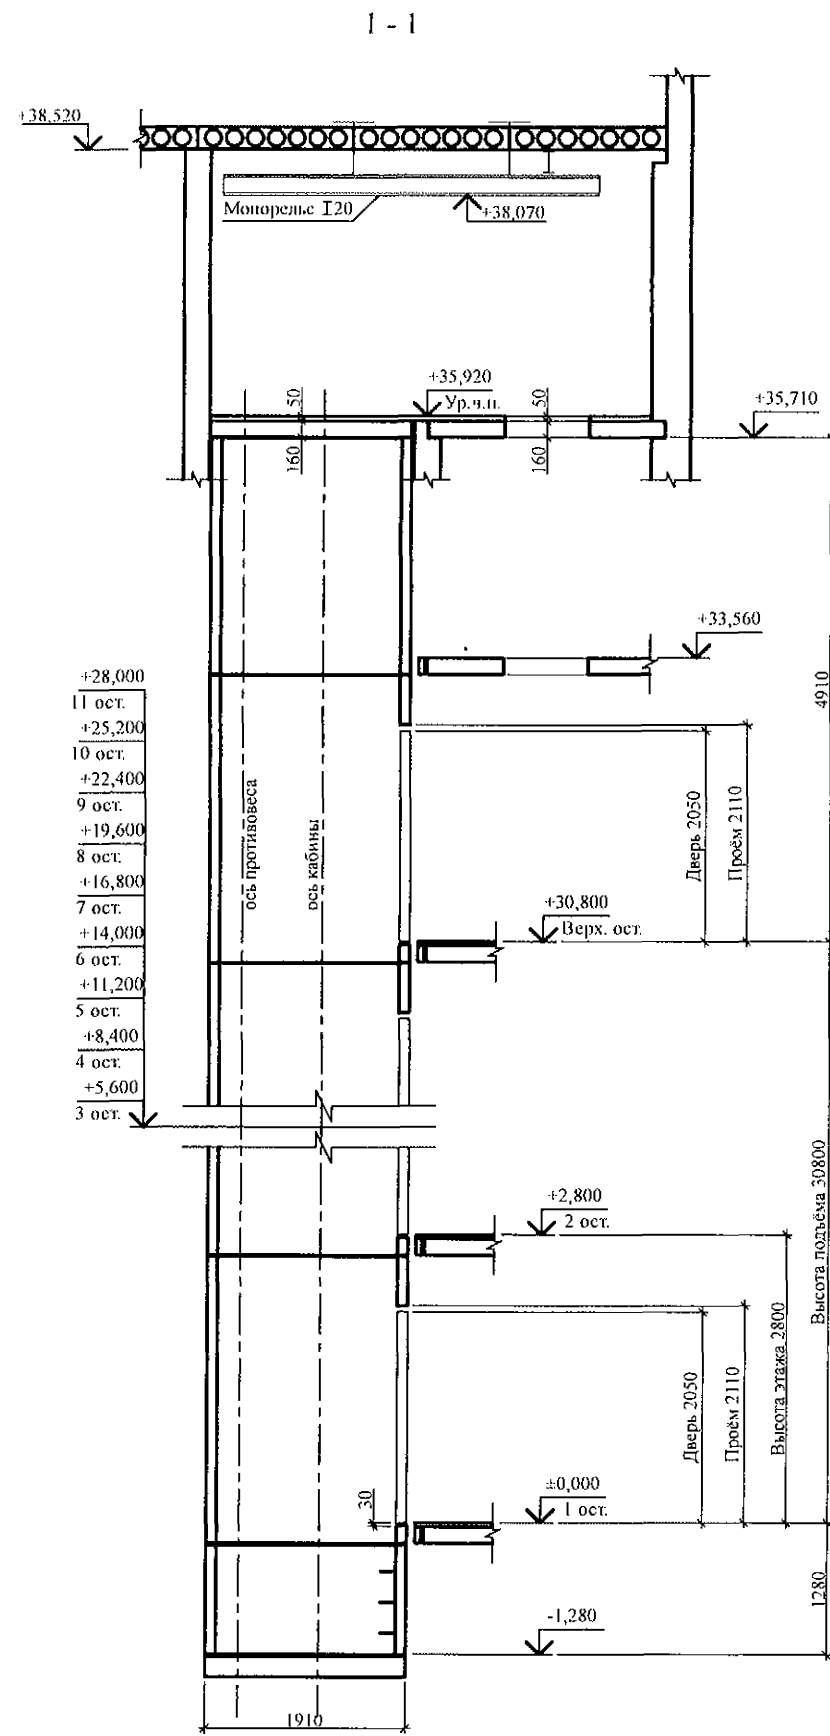 1 - 1
+38,520
Монорельс I20
+38,070
+35,920
Ур.ч.п.
50
160
50
160
+35,710
+33,560
4910
+28,000
11 ост.
+25,200
10 ост.
+22,400
9 ост.
+19,600
8 ост.
+16,800
7 ост.
+14,000
6 ост.
+11,200
5 ост.
+8,400
4 ост.
+5,600
3 ост.
ось противовеса
ось кабины
Дверь 2050
Проём 2110
+30,800
Верх. ост.
Высота подъёма 30800
+2,800
2 ост.
Дверь 2050
Проём 2110
Высота этажа 2800
30
±0,000
1 ост.
1280
-1,280
1910